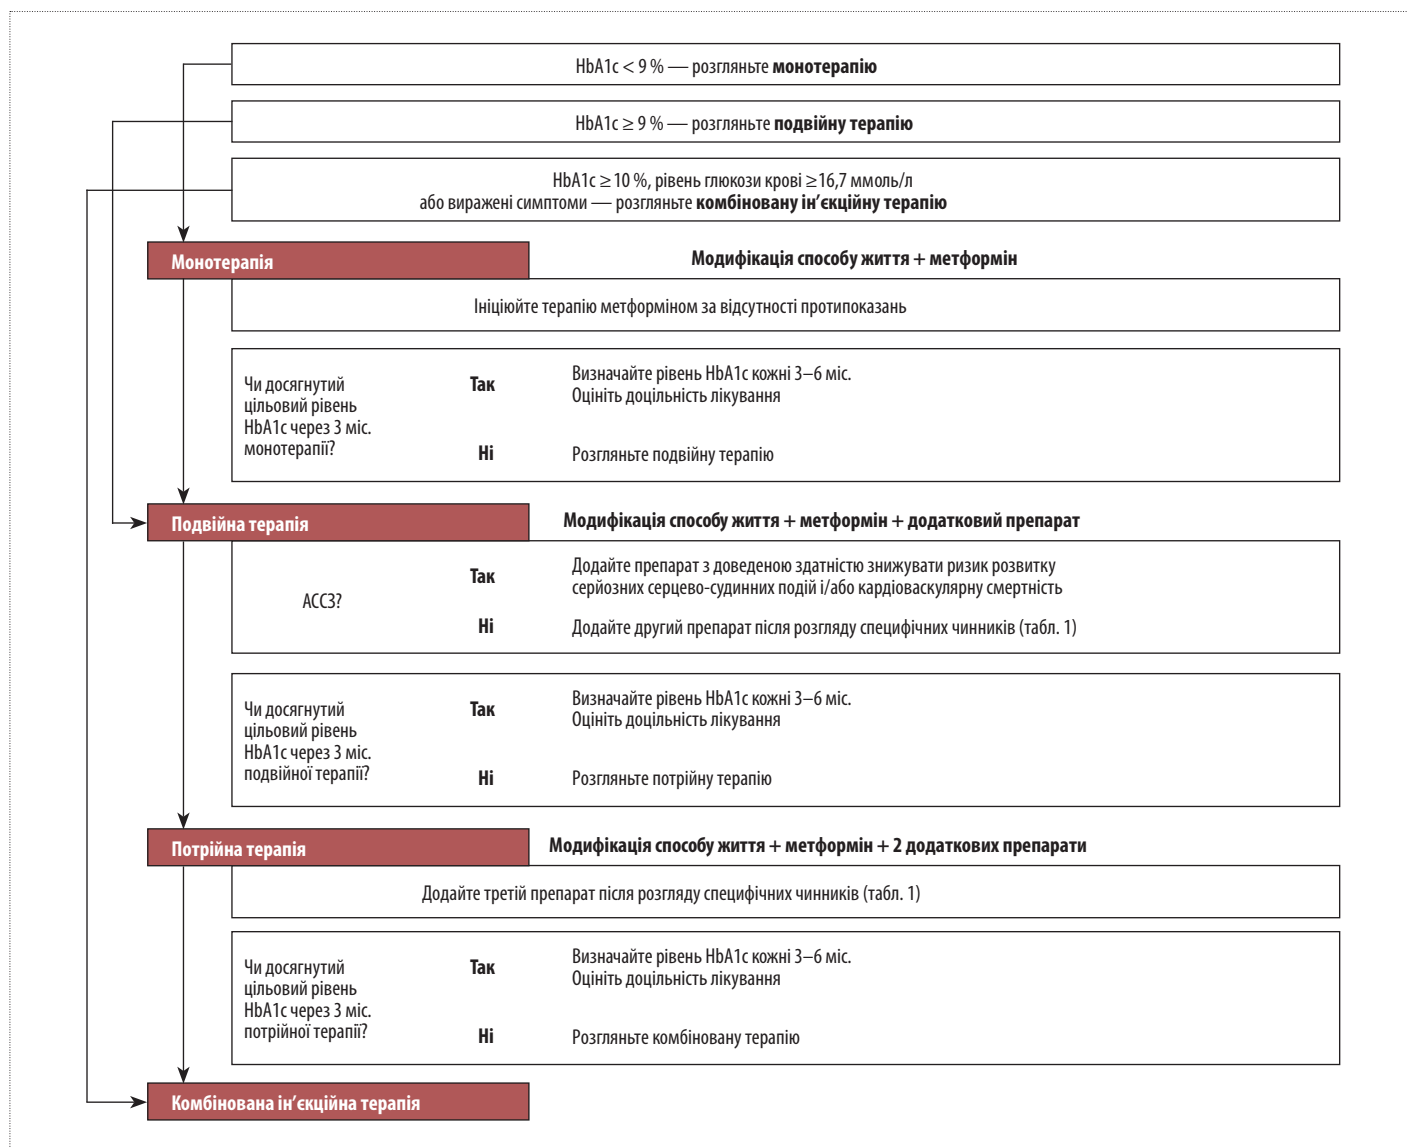 HbA1c < 9 % — розгляньте монотерапію
HbA1c ≥ 9 % — розгляньте подвійну терапію
HbA1c ≥ 10 %, рівень глюкози крові ≥16,7 ммоль/л
або виражені симптоми — розгляньте комбіновану ін’єкційну терапію
Монотерапія
Модифікація способу життя + метформін
Ініціюйте терапію метформіном за відсутності протипоказань
Чи досягнутий
цільовий рівень
HbA1c через 3 міс.
монотерапії?
Так
Визначайте рівень HbA1c кожні 3–6 міс.
Оцініть доцільність лікування
Ні
Розгляньте подвійну терапію
Подвійна терапія
Модифікація способу життя + метформін + додатковий препарат
АССЗ?
Так
Додайте препарат з доведеною здатністю знижувати ризик розвитку
серйозних серцево-судинних подій і/або кардіоваскулярну смертність
Ні
Додайте другий препарат після розгляду специфічних чинників (табл. 1)
Чи досягнутий
цільовий рівень
HbA1c через 3 міс.
подвійної терапії?
Так
Визначайте рівень HbA1c кожні 3–6 міс.
Оцініть доцільність лікування
Ні
Розгляньте потрійну терапію
Потрійна терапія
Модифікація способу життя + метформін + 2 додаткових препарати
Додайте третій препарат після розгляду специфічних чинників (табл. 1)
Чи досягнутий
цільовий рівень
HbA1c через 3 міс.
потрійної терапії?
Так
Визначайте рівень HbA1c кожні 3–6 міс.
Оцініть доцільність лікування
Ні
Розгляньте комбіновану терапію
Комбінована ін’єкційна терапія